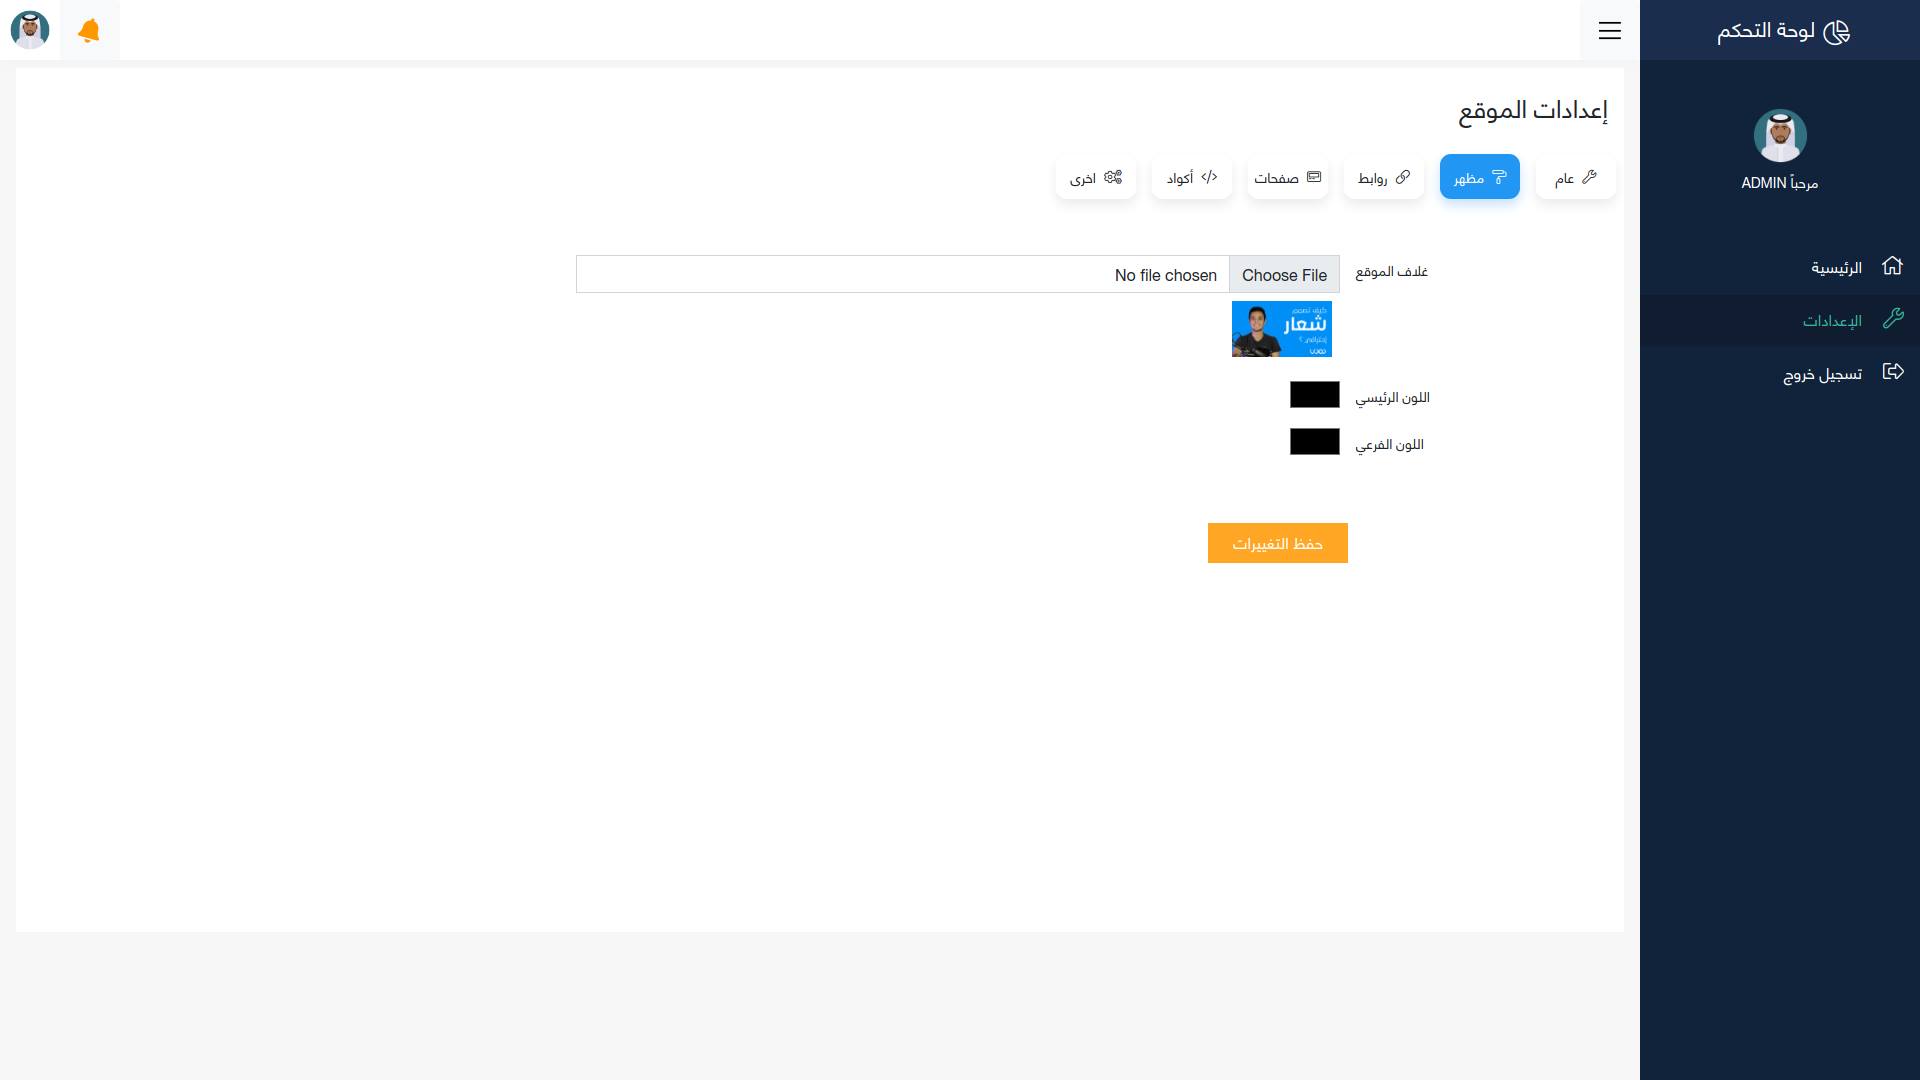 لوحة التحكم
مرحباً ADMIN
الرئيسية
الإعدادات
تسجيل خروج
إعدادات الموقع
عام
مظهر
روابط
صفحات
أكواد
اخرى
غلاف الموقع
Choose File No file chosen
كيف تصمم
شعار
إحترافي ؟
اللون الرئيسي
اللون الفرعي
حفظ التغييرات